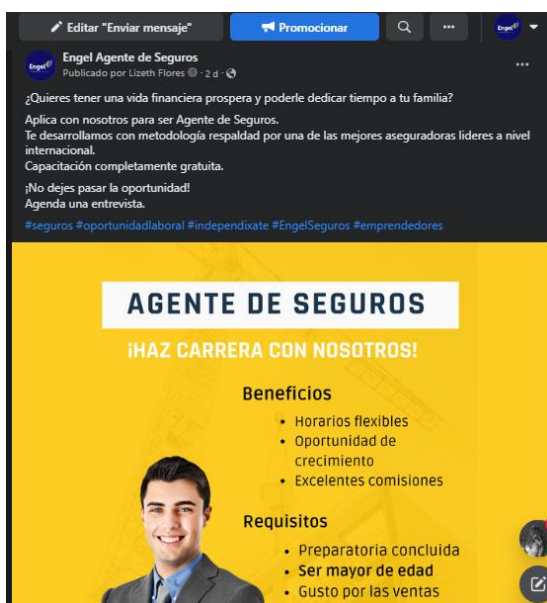 Editar "Enviar mensaje"
Promocionar
Engel
Engel
Engel Agente de Seguros
Publicado por Lizeth Flores · 2 d ·
¿Quieres tener una vida financiera prospera y poderle dedicar tiempo a tu familia?
Aplica con nosotros para ser Agente de Seguros.
Te desarrollamos con metodología respaldad por una de las mejores aseguradoras lideres a nivel
internacional.
Capacitación completamente gratuita.
¡No dejes pasar la oportunidad!
Agenda una entrevista.
#seguros #oportunidadlaboral #independixate #EngelSeguros #emprendedores
AGENTE DE SEGUROS
¡HAZ CARRERA CON NOSOTROS!
Beneficios
• Horarios flexibles
• Oportunidad de
crecimiento
• Excelentes comisiones
Requisitos
• Preparatoria concluida
• Ser mayor de edad
• Gusto por las ventas